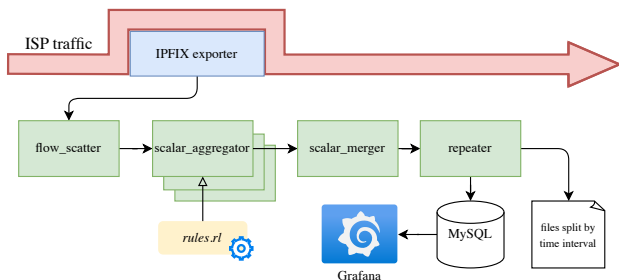 ISP traffic
IPFIX exporter
flow_scatter
scalar_aggregator
scalar_merger
repeater
rules.rl
MySQL
files split by
time interval
Grafana